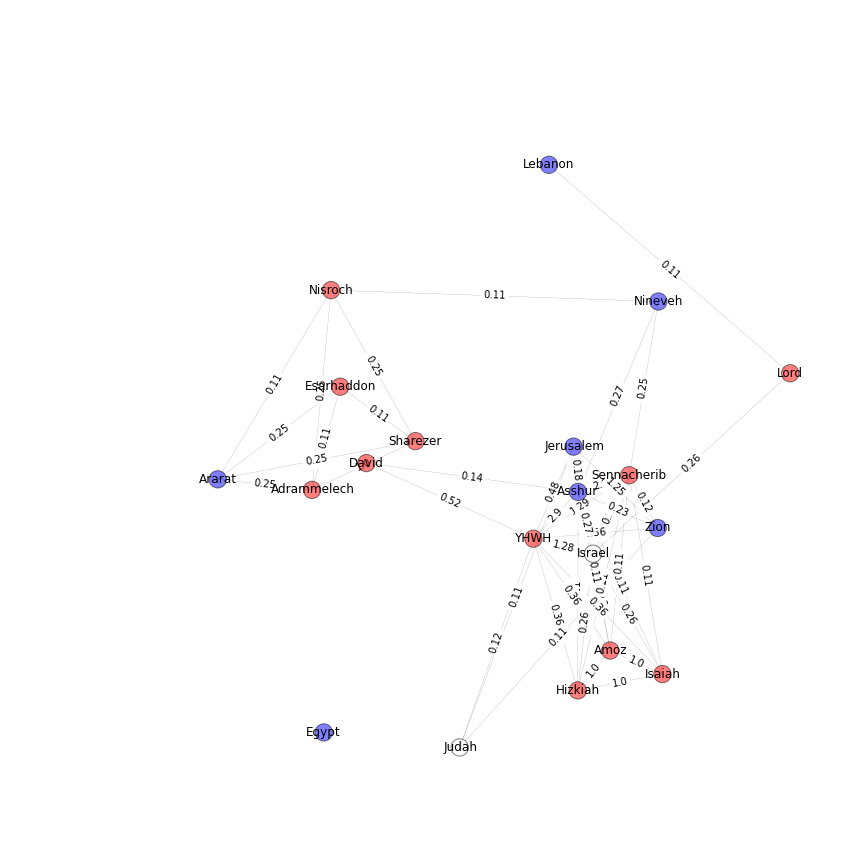 Lebanon
0.11
Nisroch
0.11
Nineveh
Lord
0.11
0.25
Esarhaddon
0.27
0.25
0.11
0.25
0.11
Sharezer
Jerusalem
0.25
David
0.18
Sennacherib
0.26
Ararat
0.25
Adrammelech
0.14
0.48
Asshur
1.25
0.12
0.52
2.9
0.27
0.23
Zion
YHWH
1.28
Israel
0.11
0.11
0.11
0.11
0.36
0.11
0.36
0.36
0.26
0.26
0.12
0.11
Amoz
1.0
1.0
Isaiah
1.0
Hizkiah
Egypt
Judah